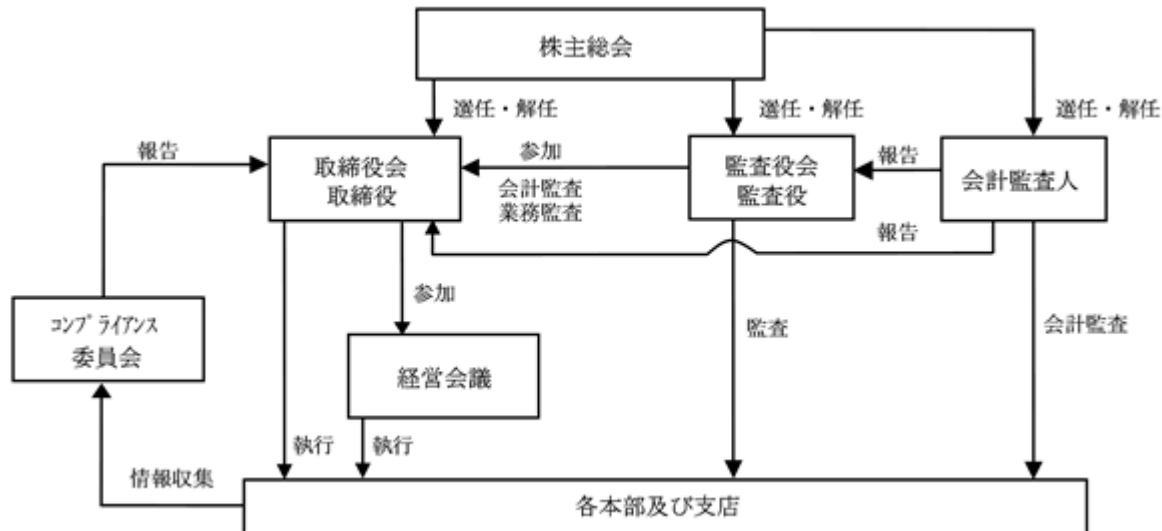 株主総会
選任・解任
選任・解任
選任・解任
報告
取締役会
取締役
参加
会計監査
業務監査
監査役会
監査役
報告
会計監査人
報告
参加
コンプライアンス
委員会
経営会議
監査
会計監査
執行
執行
情報収集
各本部及び支店